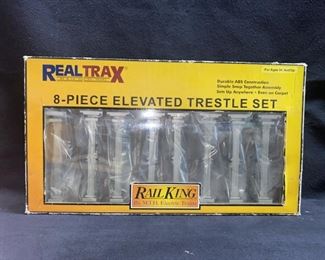 REALTRAX
Durable ABS Construction
Simple Snap Together Assembly
Sets Up Anywhere - Even on Carpet
8-PIECE ELEVATED TRESTLE SET
RAILKING
by M.T.H. Electric Trains